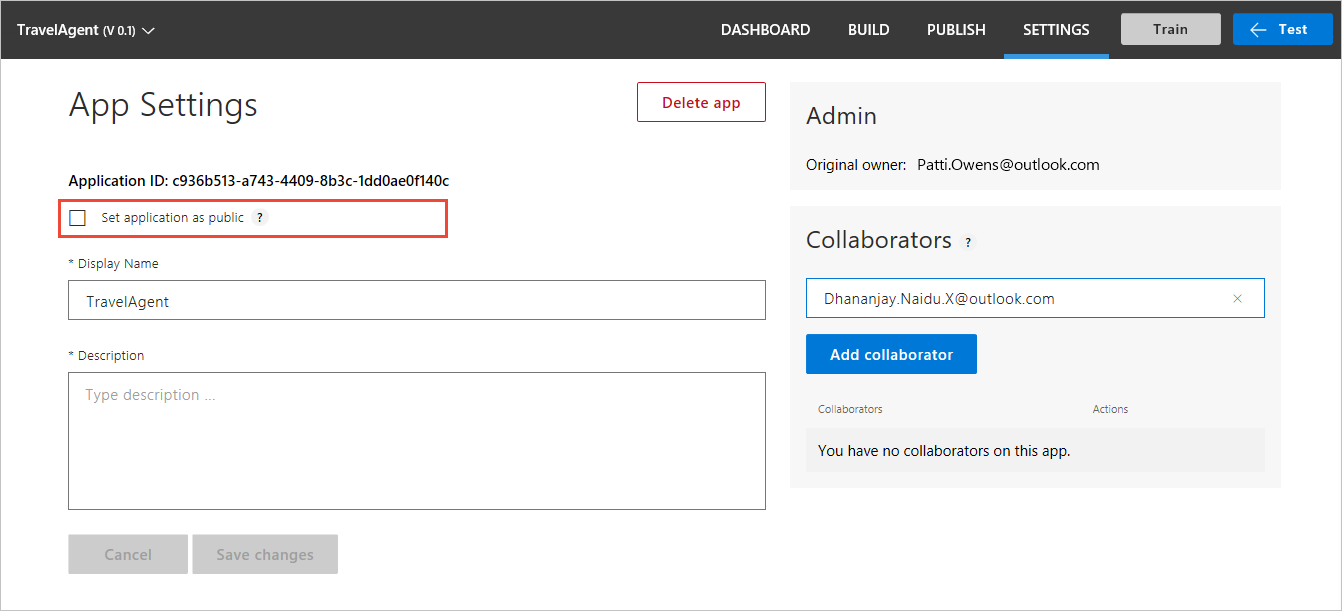 TravelAgent (V 0.1) DASHBOARD BUILD PUBLISH SETTINGS Train Test
App Settings
Delete app
Application ID: c936b513-a743-4409-8b3c-1dd0ae0f140c
Set application as public ?
* Display Name
TravelAgent
* Description
Type description ...
Cancel Save changes
Admin
Original owner: Patti.Owens@outlook.com
Collaborators ?
Dhananjay.Naidu.X@outlook.com
Add collaborator
Collaborators Actions
You have no collaborators on this app.